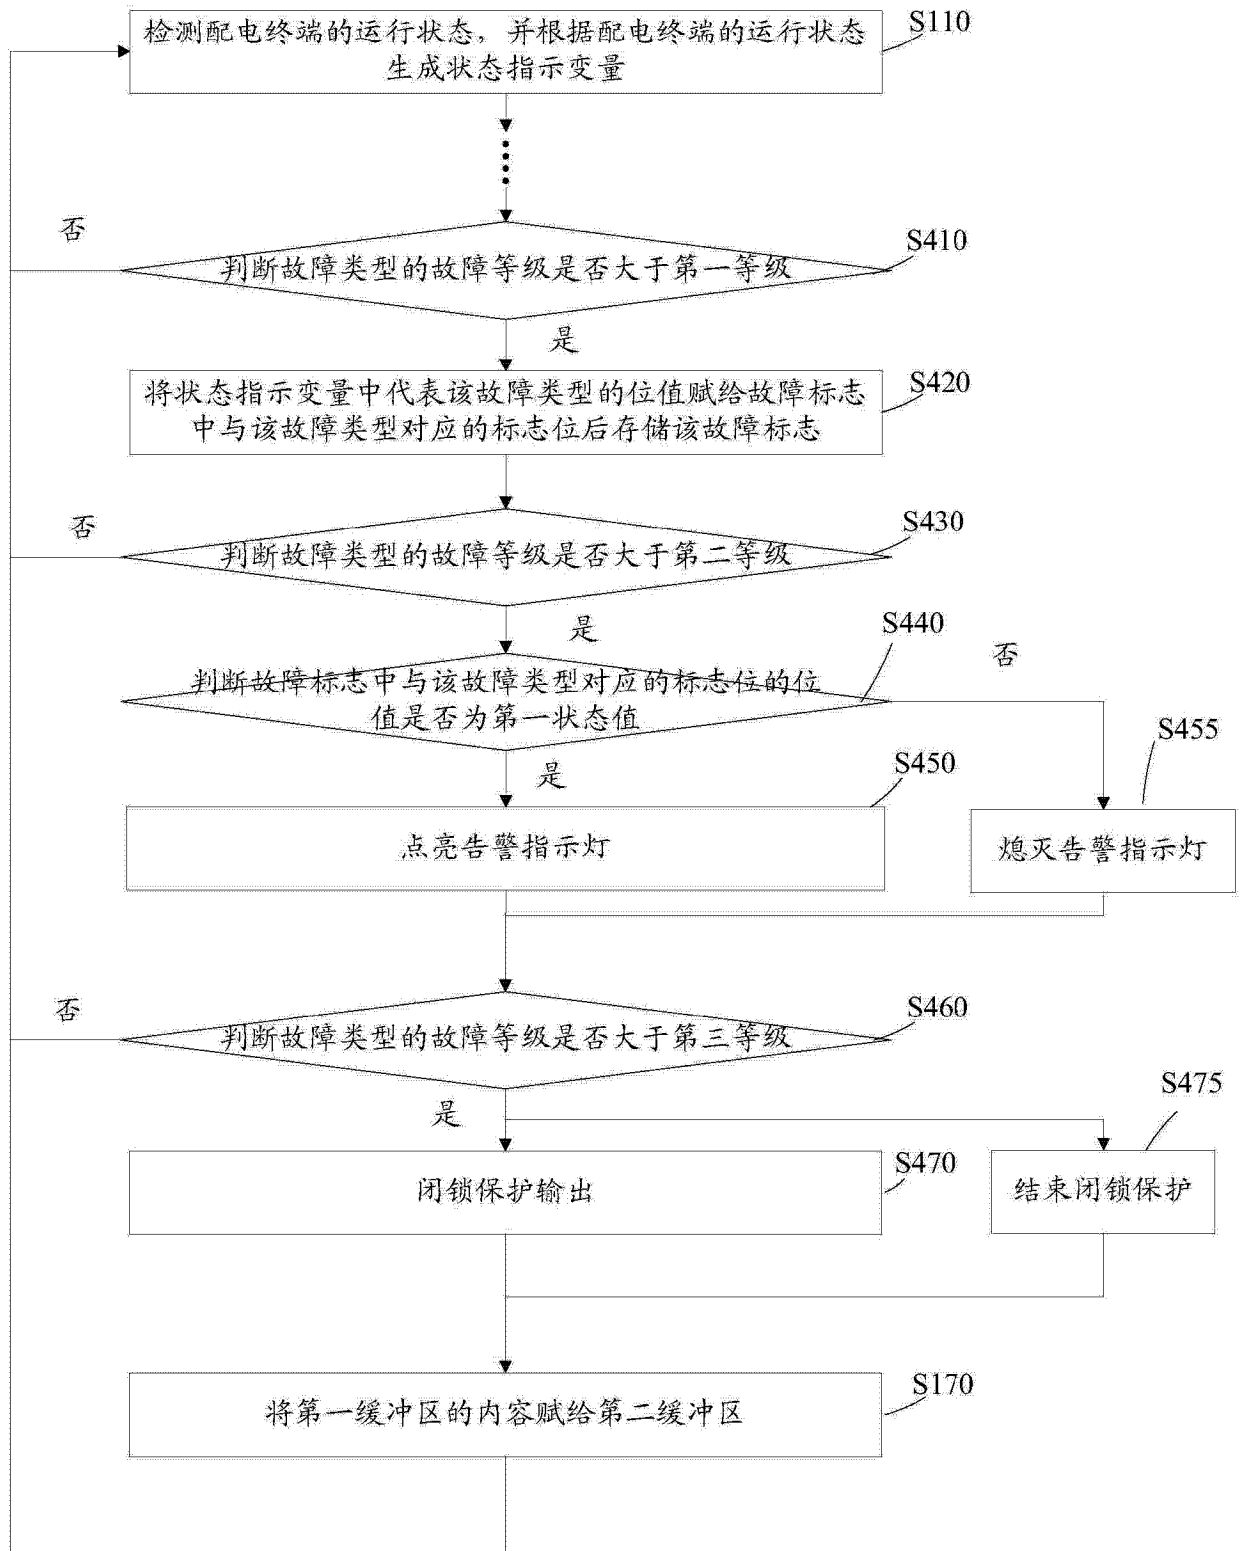 检测配电终端的运行状态，并根据配电终端的运行状态
生成状态指示变量
S110
否
判断故障类型的故障等级是否大于第一等级
S410
是
将状态指示变量中代表该故障类型的位值赋给故障标志
中与该故障类型对应的标志位后存储该故障标志
S420
否
判断故障类型的故障等级是否大于第二等级
S430
是
S440
否
判断故障标志中与该故障类型对应的标志位的位
值是否为第一状态值
是
S450
S455
点亮告警指示灯
熄灭告警指示灯
否
判断故障类型的故障等级是否大于第三等级
S460
是
S475
闭锁保护输出
S470
结束闭锁保护
将第一缓冲区的内容赋给第二缓冲区
S170